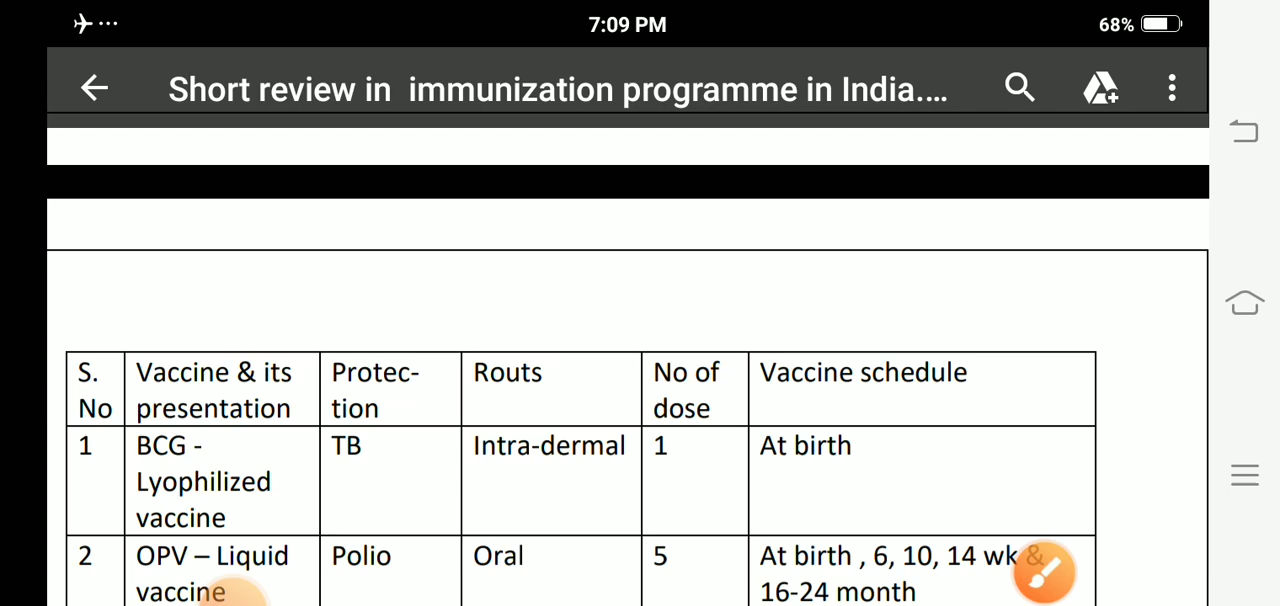 7:09 PM
68%
Short review in immunization programme in India....
S. No | Vaccine & its presentation | Protec-tion | Routs | No of dose | Vaccine schedule
1 | BCG - Lyophilized vaccine | TB | Intra-dermal | 1 | At birth
2 | OPV – Liquid vaccine | Polio | Oral | 5 | At birth , 6, 10, 14 wk & 16-24 month